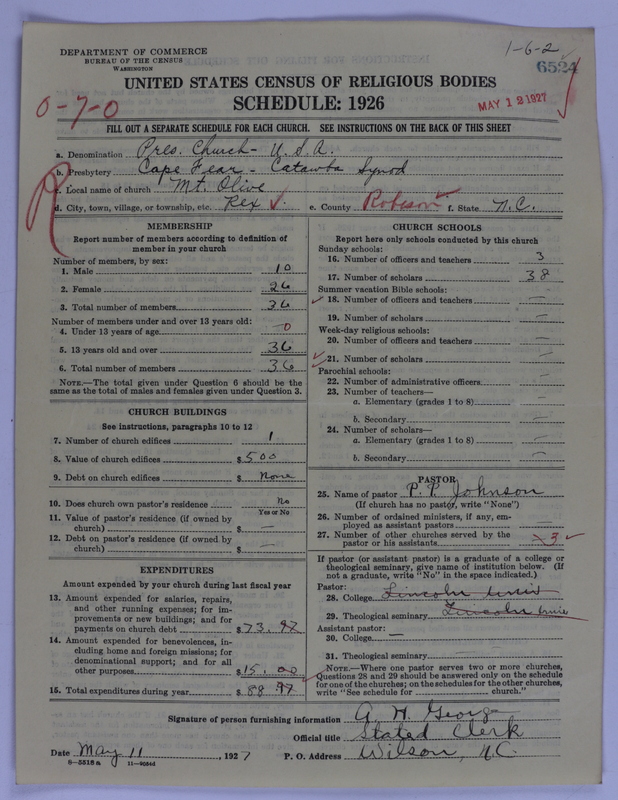 DEPARTMENT OF COMMERCE
BUREAU OF THE CENSUS
WASHINGTON
1-6-2
6524
UNITED STATES CENSUS OF RELIGIOUS BODIES
SCHEDULE: 1926
0-7-0
MAY 12 1927
FILL OUT A SEPARATE SCHEDULE FOR EACH CHURCH. SEE INSTRUCTIONS ON THE BACK OF THIS SHEET
a. Denomination Pres. Church - U.S.A.
b. Presbytery Cape Fear - Catawba Synod
c. Local name of church Mt. Olive
d. City, town, village, or township, etc. Rex e. County Robeson f. State N.C.
R
MEMBERSHIP
Report number of members according to definition of
member in your church
Number of members, by sex:
1. Male 10
2. Female 26
3. Total number of members 36
Number of members under and over 13 years old:
4. Under 13 years of age 0
5. 13 years old and over 36
6. Total number of members 36
NOTE.—The total given under Question 6 should be the
same as the total of males and females given under Question 3.
CHURCH BUILDINGS
See instructions, paragraphs 10 to 12
7. Number of church edifices 1
8. Value of church edifices $500
9. Debt on church edifices $ none
10. Does church own pastor's residence no
Yes or No
11. Value of pastor's residence (if owned by
church) $ —
12. Debt on pastor's residence (if owned by
church) $ —
EXPENDITURES
Amount expended by your church during last fiscal year
13. Amount expended for salaries, repairs,
and other running expenses; for im-
provements or new buildings; and for
payments on church debt $73.97
14. Amount expended for benevolences, in-
cluding home and foreign missions; for
denominational support; and for all
other purposes $15.00
15. Total expenditures during year $88 97
CHURCH SCHOOLS
Report here only schools conducted by this church
Sunday schools:
16. Number of officers and teachers 3
17. Number of scholars 38
Summer vacation Bible schools:
18. Number of officers and teachers —
19. Number of scholars —
Week-day religious schools:
20. Number of officers and teachers —
21. Number of scholars —
Parochial schools:
22. Number of administrative officers —
23. Number of teachers—
a. Elementary (grades 1 to 8) —
b. Secondary —
24. Number of scholars—
a. Elementary (grades 1 to 8) —
b. Secondary —
PASTOR
25. Name of pastor P. P. Johnson
(If church has no pastor, write "None")
26. Number of ordained ministers, if any, em-
ployed as assistant pastors —
27. Number of other churches served by the
pastor or his assistants 3
If pastor (or assistant pastor) is a graduate of a college or
theological seminary, give name of institution below. (If
not a graduate, write "No" in the space indicated.)
Pastor:
28. College Lincoln Univ
29. Theological seminary Lincoln Univ
Assistant pastor:
30. College —
31. Theological seminary
NOTE.—Where one pastor serves two or more churches,
Questions 28 and 29 should be answered only on the schedule
for one of the churches; on the schedules for the other churches,
write "See schedule for ________ church."
Signature of person furnishing information A. H. George
Official title Stated Clerk
Date May 11, 1927 P. O. Address Wilson, N.C.
8-5518a